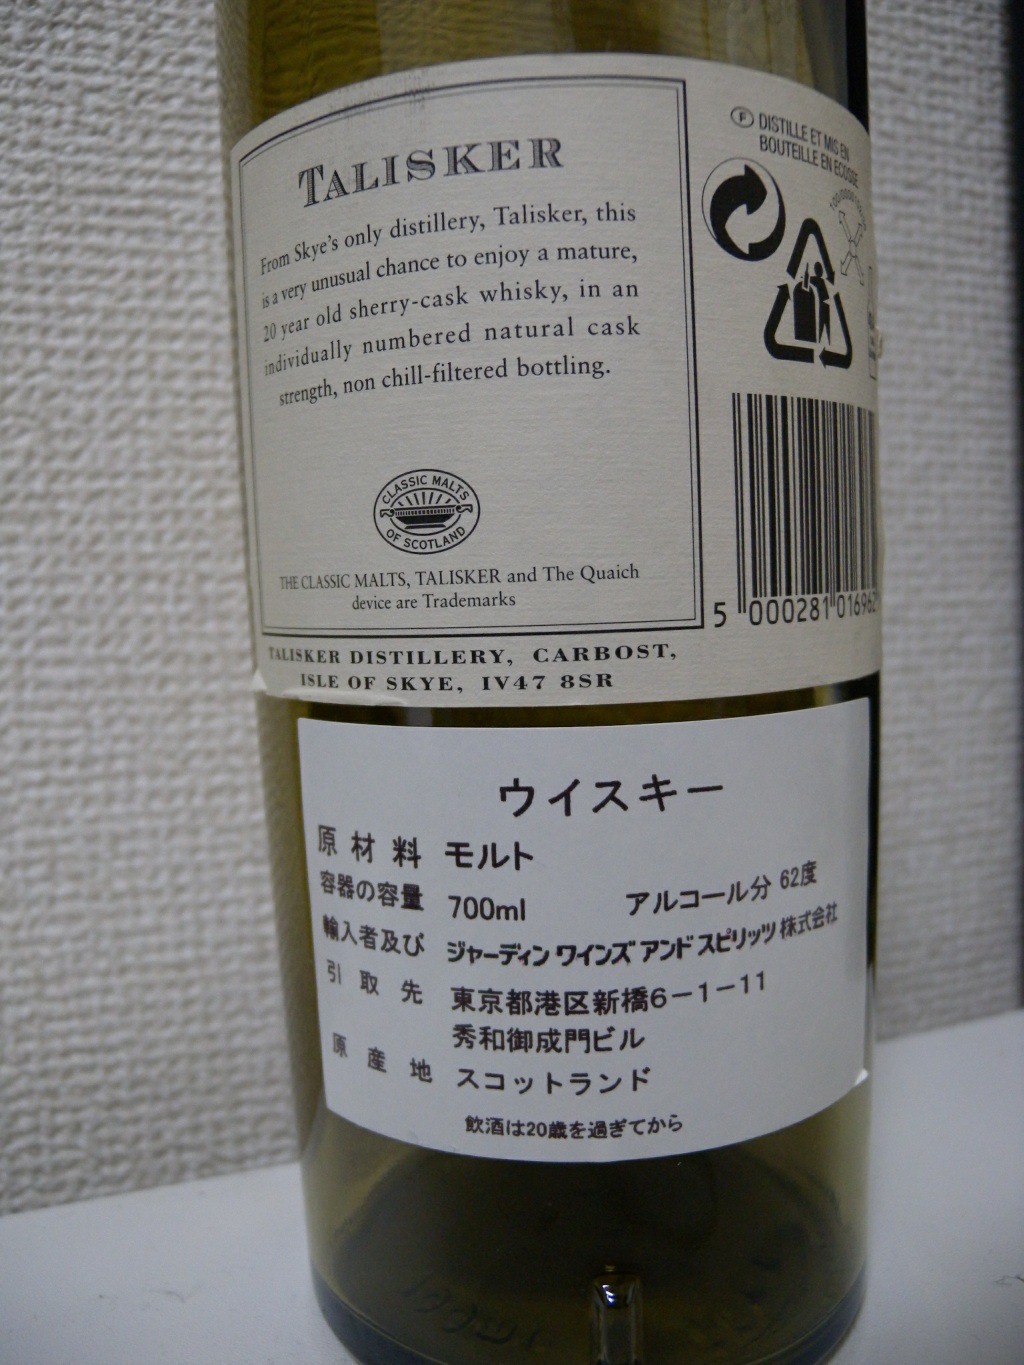 TALISKER
From Skye's only distillery, Talisker, this
is a very unusual chance to enjoy a mature,
20 year old sherry-cask whisky, in an
individually numbered natural cask
strength, non chill-filtered bottling.
CLASSIC MALTS
OF SCOTLAND
THE CLASSIC MALTS, TALISKER and The Quaich
device are Trademarks
TALISKER DISTILLERY, CARBOST,
ISLE OF SKYE, IV47 8SR
F DISTILLE ET MIS EN
BOUTEILLE EN ECOSSE
5 000281 016962
ウイスキー
原材料 モルト
容器の容量 700ml アルコール分 62度
輸入者及び ジャーディン ワインズ アンド スピリッツ 株式会社
引取先 東京都港区新橋6－1－11
秀和御成門ビル
原産地 スコットランド
飲酒は20歳を過ぎてから